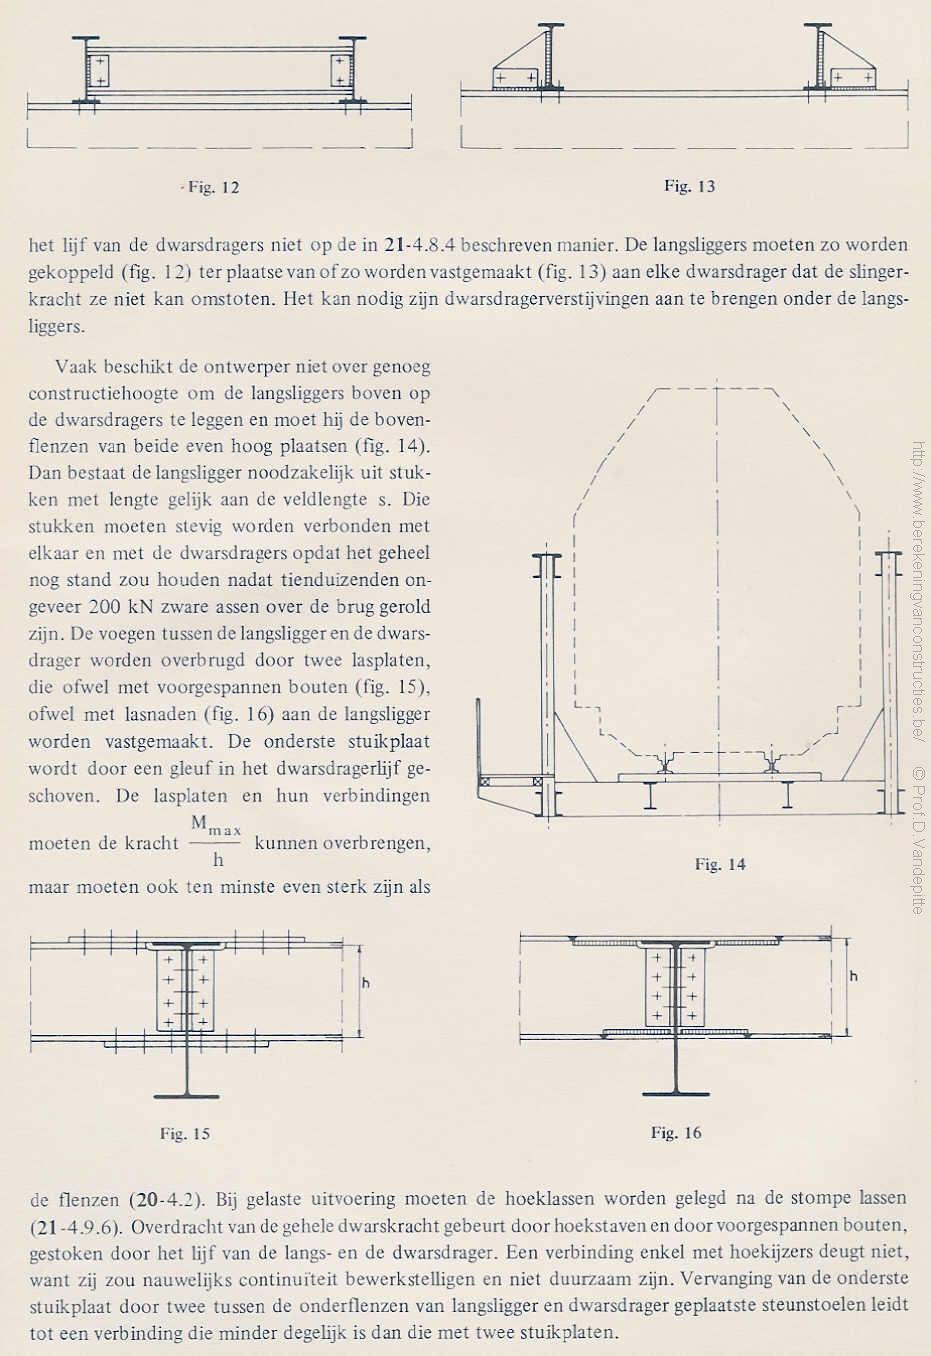 Fig. 12
Fig. 13
het lijf van de dwarsdragers niet op de in 21-4.8.4 beschreven manier. De langsliggers moeten zo worden
gekoppeld (fig. 12) ter plaatse van of zo worden vastgemaakt (fig. 13) aan elke dwarsdrager dat de slinger-
kracht ze niet kan omstoten. Het kan nodig zijn dwarsdragerverstijvingen aan te brengen onder de langs-
liggers.
Vaak beschikt de ontwerper niet over genoeg
constructiehoogte om de langsliggers boven op
de dwarsdragers te leggen en moet hij de boven-
flenzen van beide even hoog plaatsen (fig. 14).
Dan bestaat de langsligger noodzakelijk uit stuk-
ken met lengte gelijk aan de veldlengte s. Die
stukken moeten stevig worden verbonden met
elkaar en met de dwarsdragers opdat het geheel
nog stand zou houden nadat tienduizenden on-
geveer 200 kN zware assen over de brug gerold
zijn. De voegen tussen de langsligger en de dwars-
drager worden overbrugd door twee lasplaten,
die ofwel met voorgespannen bouten (fig. 15),
ofwel met lasnaden (fig. 16) aan de langsligger
worden vastgemaakt. De onderste stuikplaat
wordt door een gleuf in het dwarsdragerlijf ge-
schoven. De lasplaten en hun verbindingen
moeten de kracht M max / h kunnen overbrengen,
maar moeten ook ten minste even sterk zijn als
Fig. 14
h
Fig. 15
h
Fig. 16
de flenzen (20-4.2). Bij gelaste uitvoering moeten de hoeklassen worden gelegd na de stompe lassen
(21-4.9.6). Overdracht van de gehele dwarskracht gebeurt door hoekstaven en door voorgespannen bouten,
gestoken door het lijf van de langs- en de dwarsdrager. Een verbinding enkel met hoekijzers deugt niet,
want zij zou nauwelijks continuïteit bewerkstelligen en niet duurzaam zijn. Vervanging van de onderste
stuikplaat door twee tussen de onderflenzen van langsligger en dwarsdrager geplaatste steunstoelen leidt
tot een verbinding die minder degelijk is dan die met twee stuikplaten.
http://www.berekeningvanconstructies.be/ © Prof D. Vandepitte